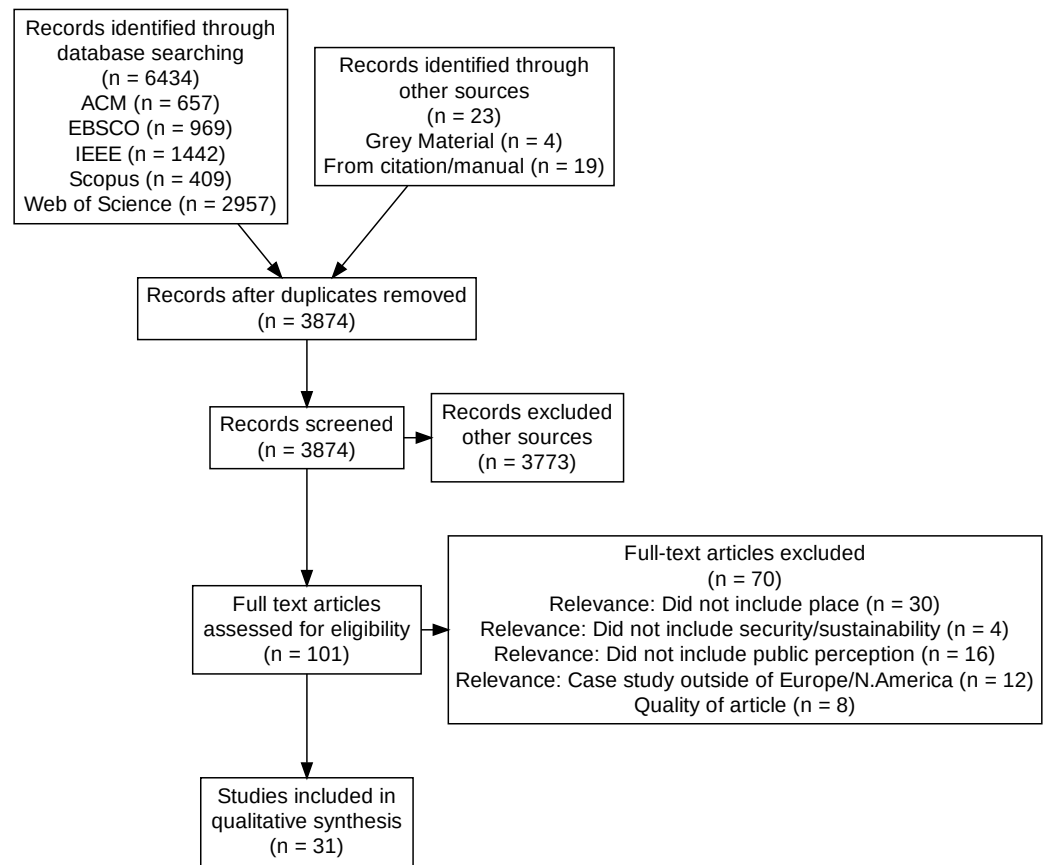 Records identified through
database searching
(n = 6434)
ACM (n = 657)
EBSCO (n = 969)
IEEE (n = 1442)
Scopus (n = 409)
Web of Science (n = 2957)
Records identified through
other sources
(n = 23)
Grey Material (n = 4)
From citation/manual (n = 19)
Records after duplicates removed
(n = 3874)
Records screened
(n = 3874)
Records excluded
other sources
(n = 3773)
Full text articles
assessed for eligibility
(n = 101)
Full-text articles excluded
(n = 70)
Relevance: Did not include place (n = 30)
Relevance: Did not include security/sustainability (n = 4)
Relevance: Did not include public perception (n = 16)
Relevance: Case study outside of Europe/N.America (n = 12)
Quality of article (n = 8)
Studies included in
qualitative synthesis
(n = 31)